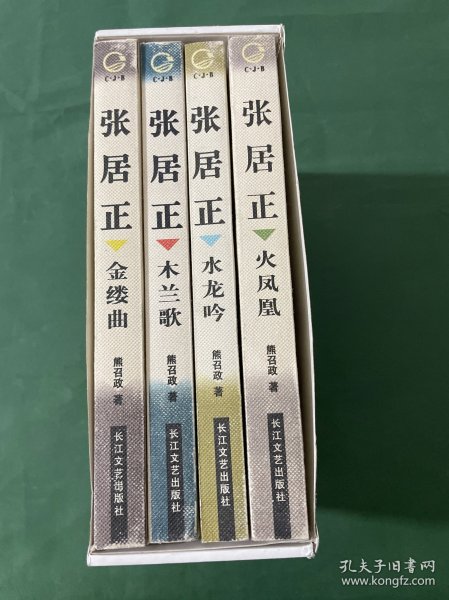 C·J·B
张居正
金缕曲
熊召政 著
长江文艺出版社
C·J·B
张居正
木兰歌
熊召政 著
长江文艺出版社
C·J·B
张居正
水龙吟
熊召政 著
长江文艺出版社
C·J·B
张居正
火凤凰
熊召政 著
长江文艺出版社
孔夫子旧书网
www.kongfz.com